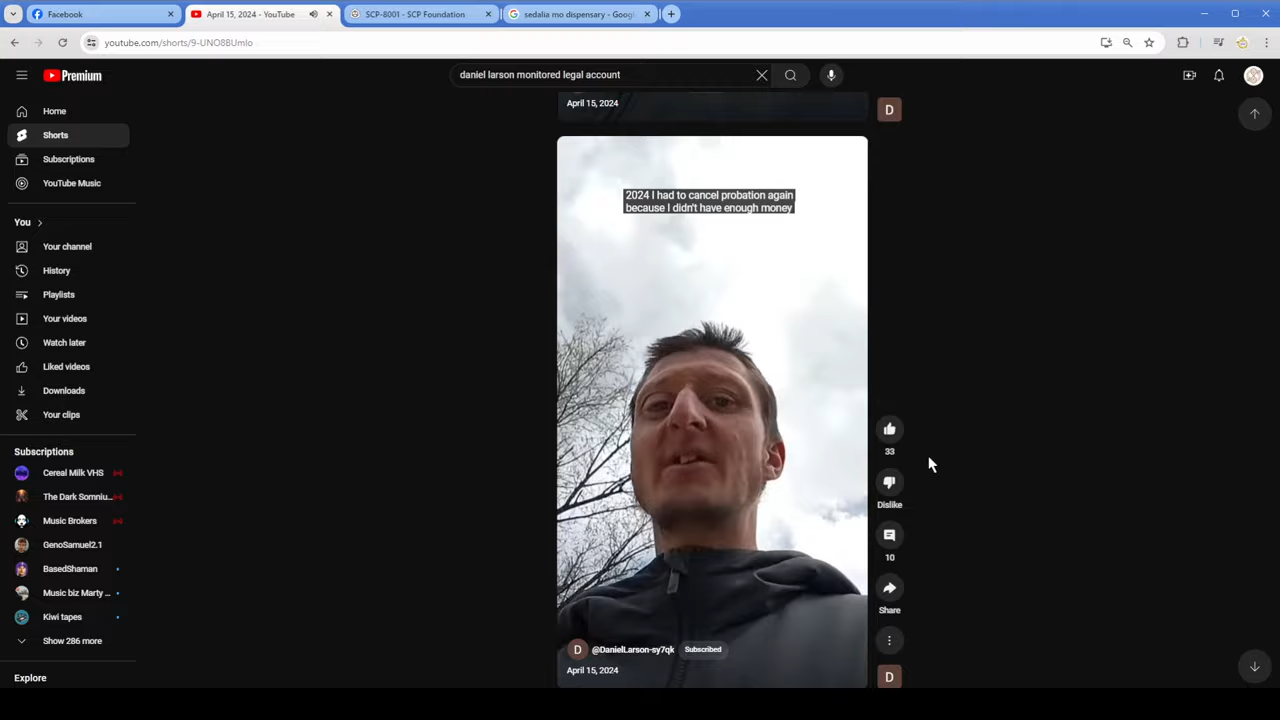 Facebook
April 15, 2024 - YouTube
SCP-8001 - SCP Foundation
sedalia mo dispensary - Goog
youtube.com/shorts/9-UNO8BUmIo
Premium
daniel larson monitored legal account
Home
Shorts
Subscriptions
YouTube Music
You
Your channel
History
Playlists
Your videos
Watch later
Liked videos
Downloads
Your clips
Subscriptions
Cereal Milk VHS
The Dark Somniu...
Music Brokers
GenoSamuel2.1
BasedShaman
Music biz Marty ...
Kiwi tapes
Show 286 more
Explore
April 15, 2024
D
2024 I had to cancel probation again
because I didn't have enough money
33
Dislike
10
Share
D
@DanielLarson-sy7qk
Subscribed
April 15, 2024
D